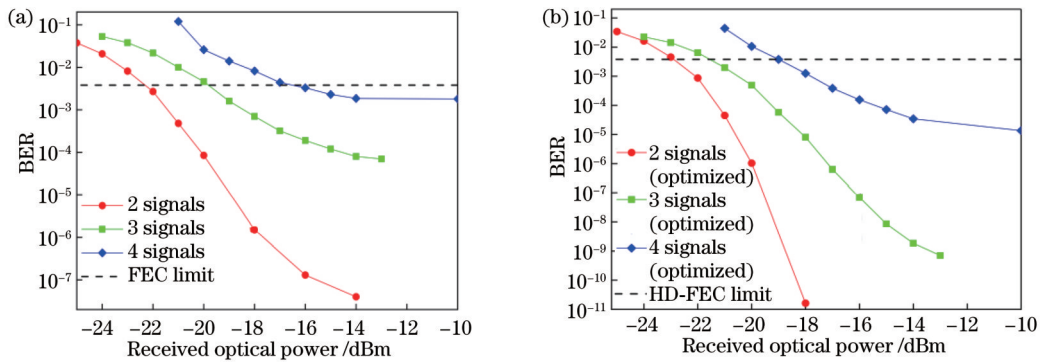 (a)
10⁻¹
10⁻²
10⁻³
10⁻⁴
10⁻⁵
10⁻⁶
10⁻⁷
BER
2 signals
3 signals
4 signals
FEC limit
−24 −22 −20 −18 −16 −14 −12 −10
Received optical power /dBm
(b)
10⁻¹
10⁻²
10⁻³
10⁻⁴
10⁻⁵
10⁻⁶
10⁻⁷
10⁻⁸
10⁻⁹
10⁻¹⁰
10⁻¹¹
BER
2 signals
(optimized)
3 signals
(optimized)
4 signals
(optimized)
HD-FEC limit
−24 −22 −20 −18 −16 −14 −12 −10
Received optical power /dBm